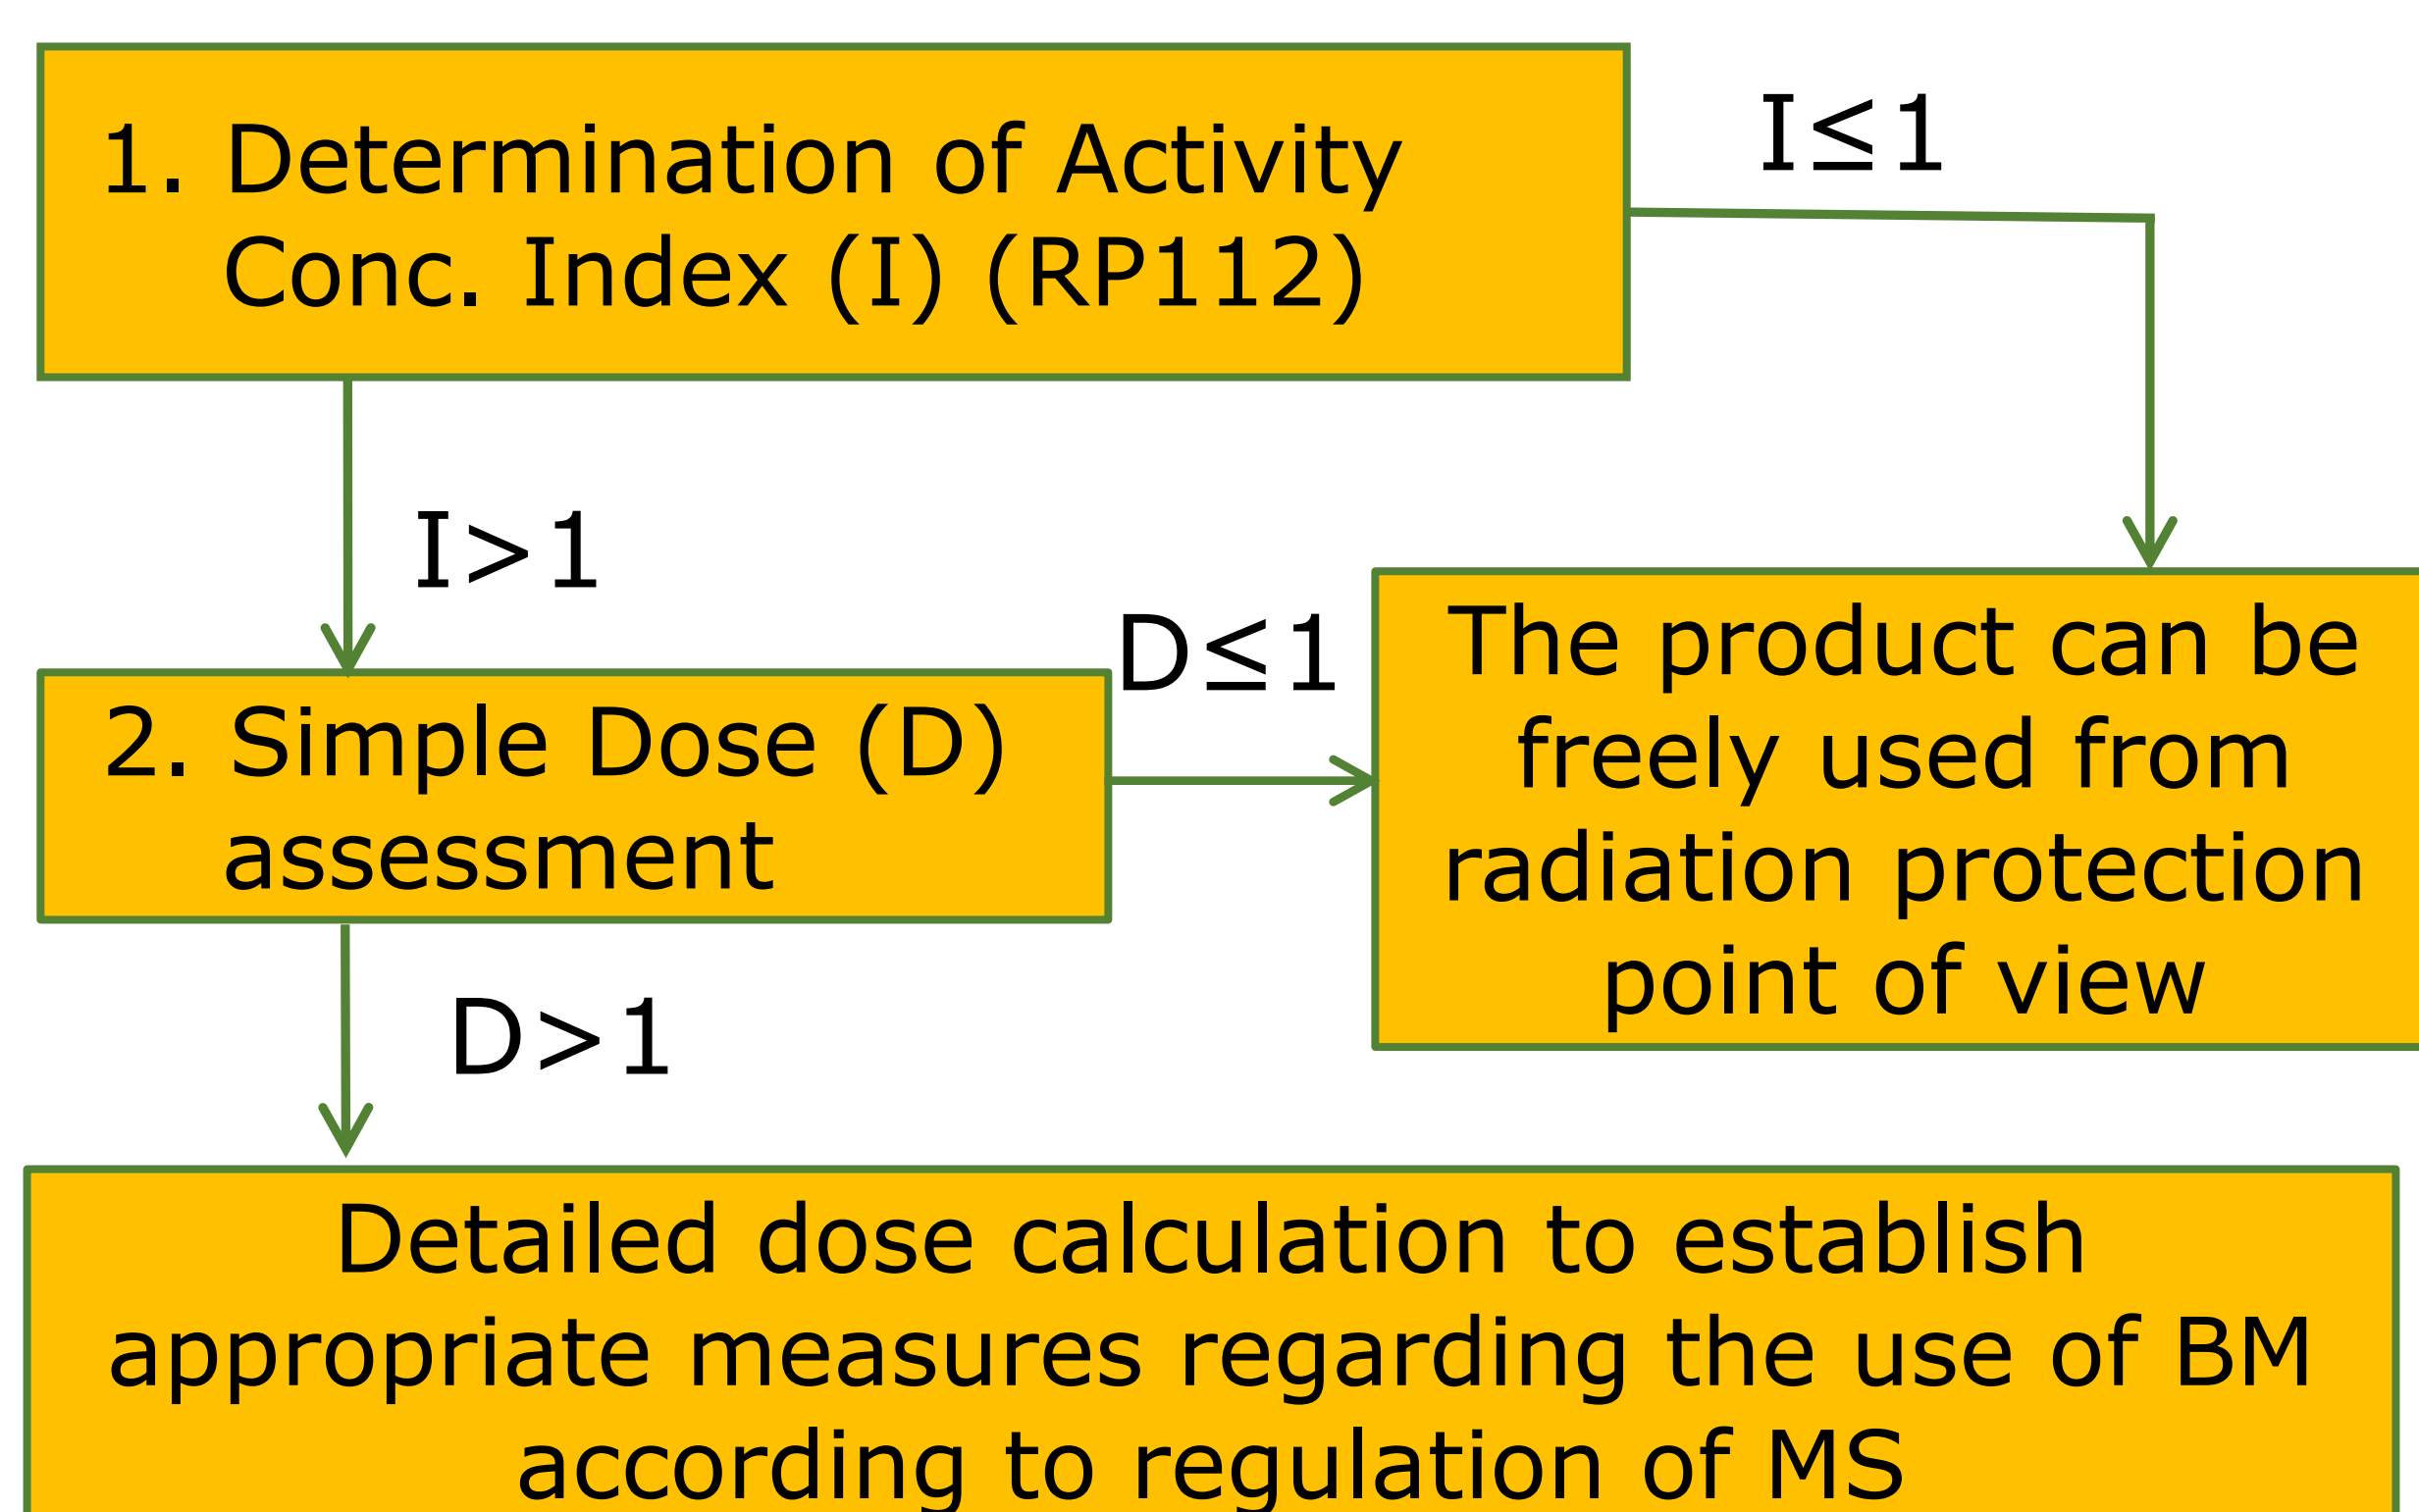 1. Determination of Activity
Conc. Index (I) (RP112)
I≤1
I>1
2. Simple Dose (D)
assessment
D≤1
The product can be
freely used from
radiation protection
point of view
D>1
Detailed dose calculation to establish
appropriate measures regarding the use of BM
according to regulation of MS